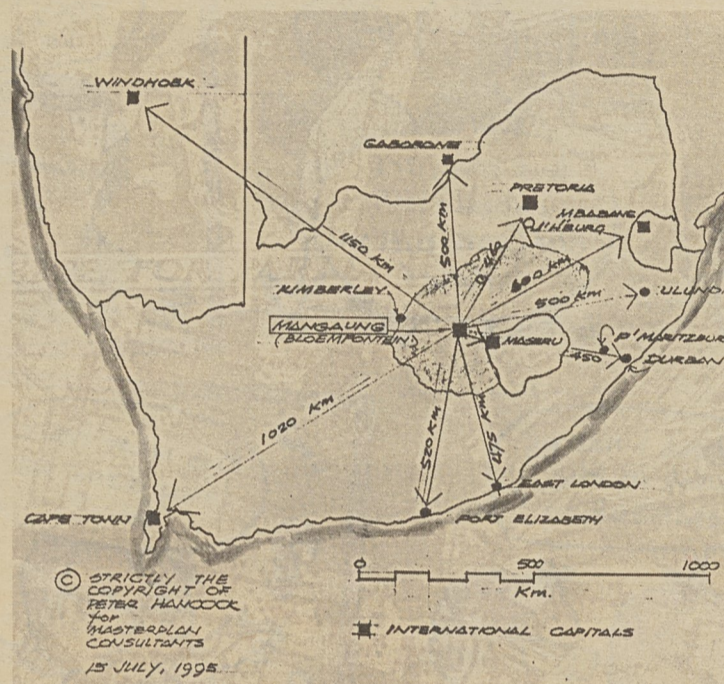 WINDHOEK
GABORONE
PRETORIA
J'H'BURG
MBABANE
1150 KM
500 KM
600 KM
500 KM
ULUNDI
KIMBERLEY
MANGAUNG
(BLOEMFONTEIN)
MASERU
P'MARITZBUR
450
DURBAN
1020 KM
520 KM
475 KM
EAST LONDON
CAPE TOWN
PORT ELIZABETH
0 500 1000
Km.
© STRICTLY THE
COPYRIGHT OF
PETER HANCOCK
for
MASTERPLAN
CONSULTANTS
15 JULY, 1995
INTERNATIONAL CAPITALS